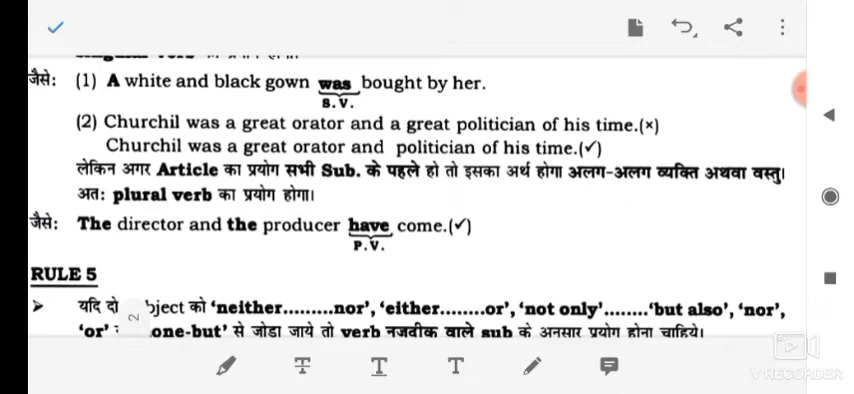 जैसे: (1) A white and black gown was bought by her.
S.V.
(2) Churchil was a great orator and a great politician of his time.(×)
Churchil was a great orator and politician of his time.(✓)
लेकिन अगर Article का प्रयोग सभी Sub. के पहले हो तो इसका अर्थ होगा अलग-अलग व्यक्ति अथवा वस्तु।
अतः plural verb का प्रयोग होगा।
जैसे: The director and the producer have come.(✓)
P.V.
RULE 5
➤ यदि दो bject को ‘neither.........nor’, ‘either........or’, ‘not only’........‘but also’, ‘nor’,
2
‘or’ one-but’ से जोडा जाये तो verb नजदीक वाले sub के अनुसार प्रयोग होना चाहिये।
T T T
V RECORDER